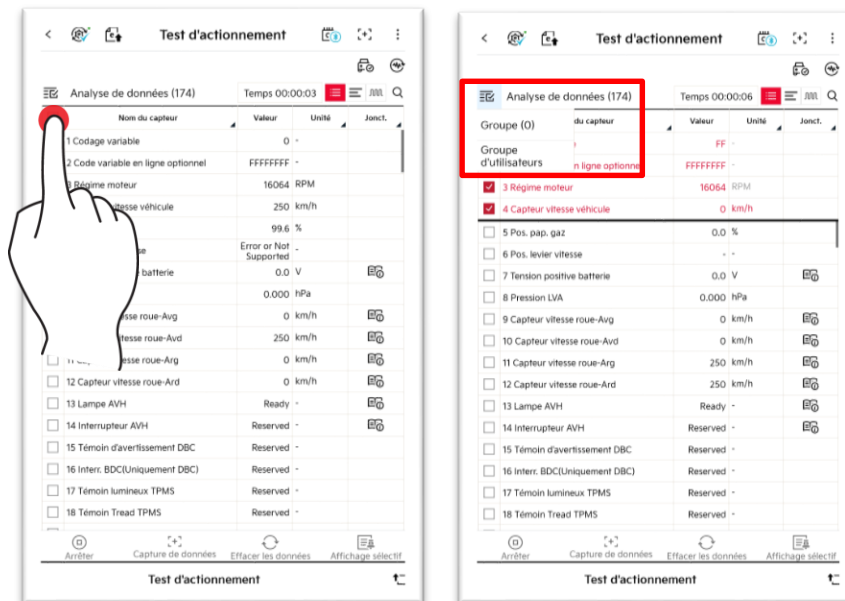 Test d'actionnement
Analyse de données (174)
Temps 00:00:03
Nom du capteur Valeur Unité Jonct.
1 Codage variable 0 -
2 Code variable en ligne optionnel FFFFFFFF -
3 Régime moteur 16064 RPM
vitesse véhicule 250 km/h
99.6 %
Error or Not
Supported -
batterie 0.0 V
0.000 hPa
roue-Avg 0 km/h
roue-Avd 250 km/h
roue-Arg 0 km/h
12 Capteur vitesse roue-Ard 0 km/h
13 Lampe AVH Ready -
14 Interrupteur AVH Reserved -
15 Témoin d'avertissement DBC Reserved -
16 Interr. BDC(Uniquement DBC) Reserved -
17 Témoin lumineux TPMS Reserved -
18 Témoin Tread TPMS Reserved -
Arrêter Capture de données Effacer les données Affichage sélectif
Test d'actionnement
Test d'actionnement
Analyse de données (174)
Temps 00:00:06
du capteur Valeur Unité Jonct.
Groupe (0)
Groupe
d'utilisateurs
FF -
n ligne optionnel FFFFFFFF -
3 Régime moteur 16064 RPM
4 Capteur vitesse véhicule 0 km/h
5 Pos. pap. gaz 0.0 %
6 Pos. levier vitesse - -
7 Tension positive batterie 0.0 V
8 Pression LVA 0.000 hPa
9 Capteur vitesse roue-Avg 0 km/h
10 Capteur vitesse roue-Avd 0 km/h
11 Capteur vitesse roue-Arg 250 km/h
12 Capteur vitesse roue-Ard 250 km/h
13 Lampe AVH Ready -
14 Interrupteur AVH Reserved -
15 Témoin d'avertissement DBC Reserved -
16 Interr. BDC(Uniquement DBC) Reserved -
17 Témoin lumineux TPMS Reserved -
18 Témoin Tread TPMS Reserved -
Arrêter Capture de données Effacer les données Affichage sélectif
Test d'actionnement